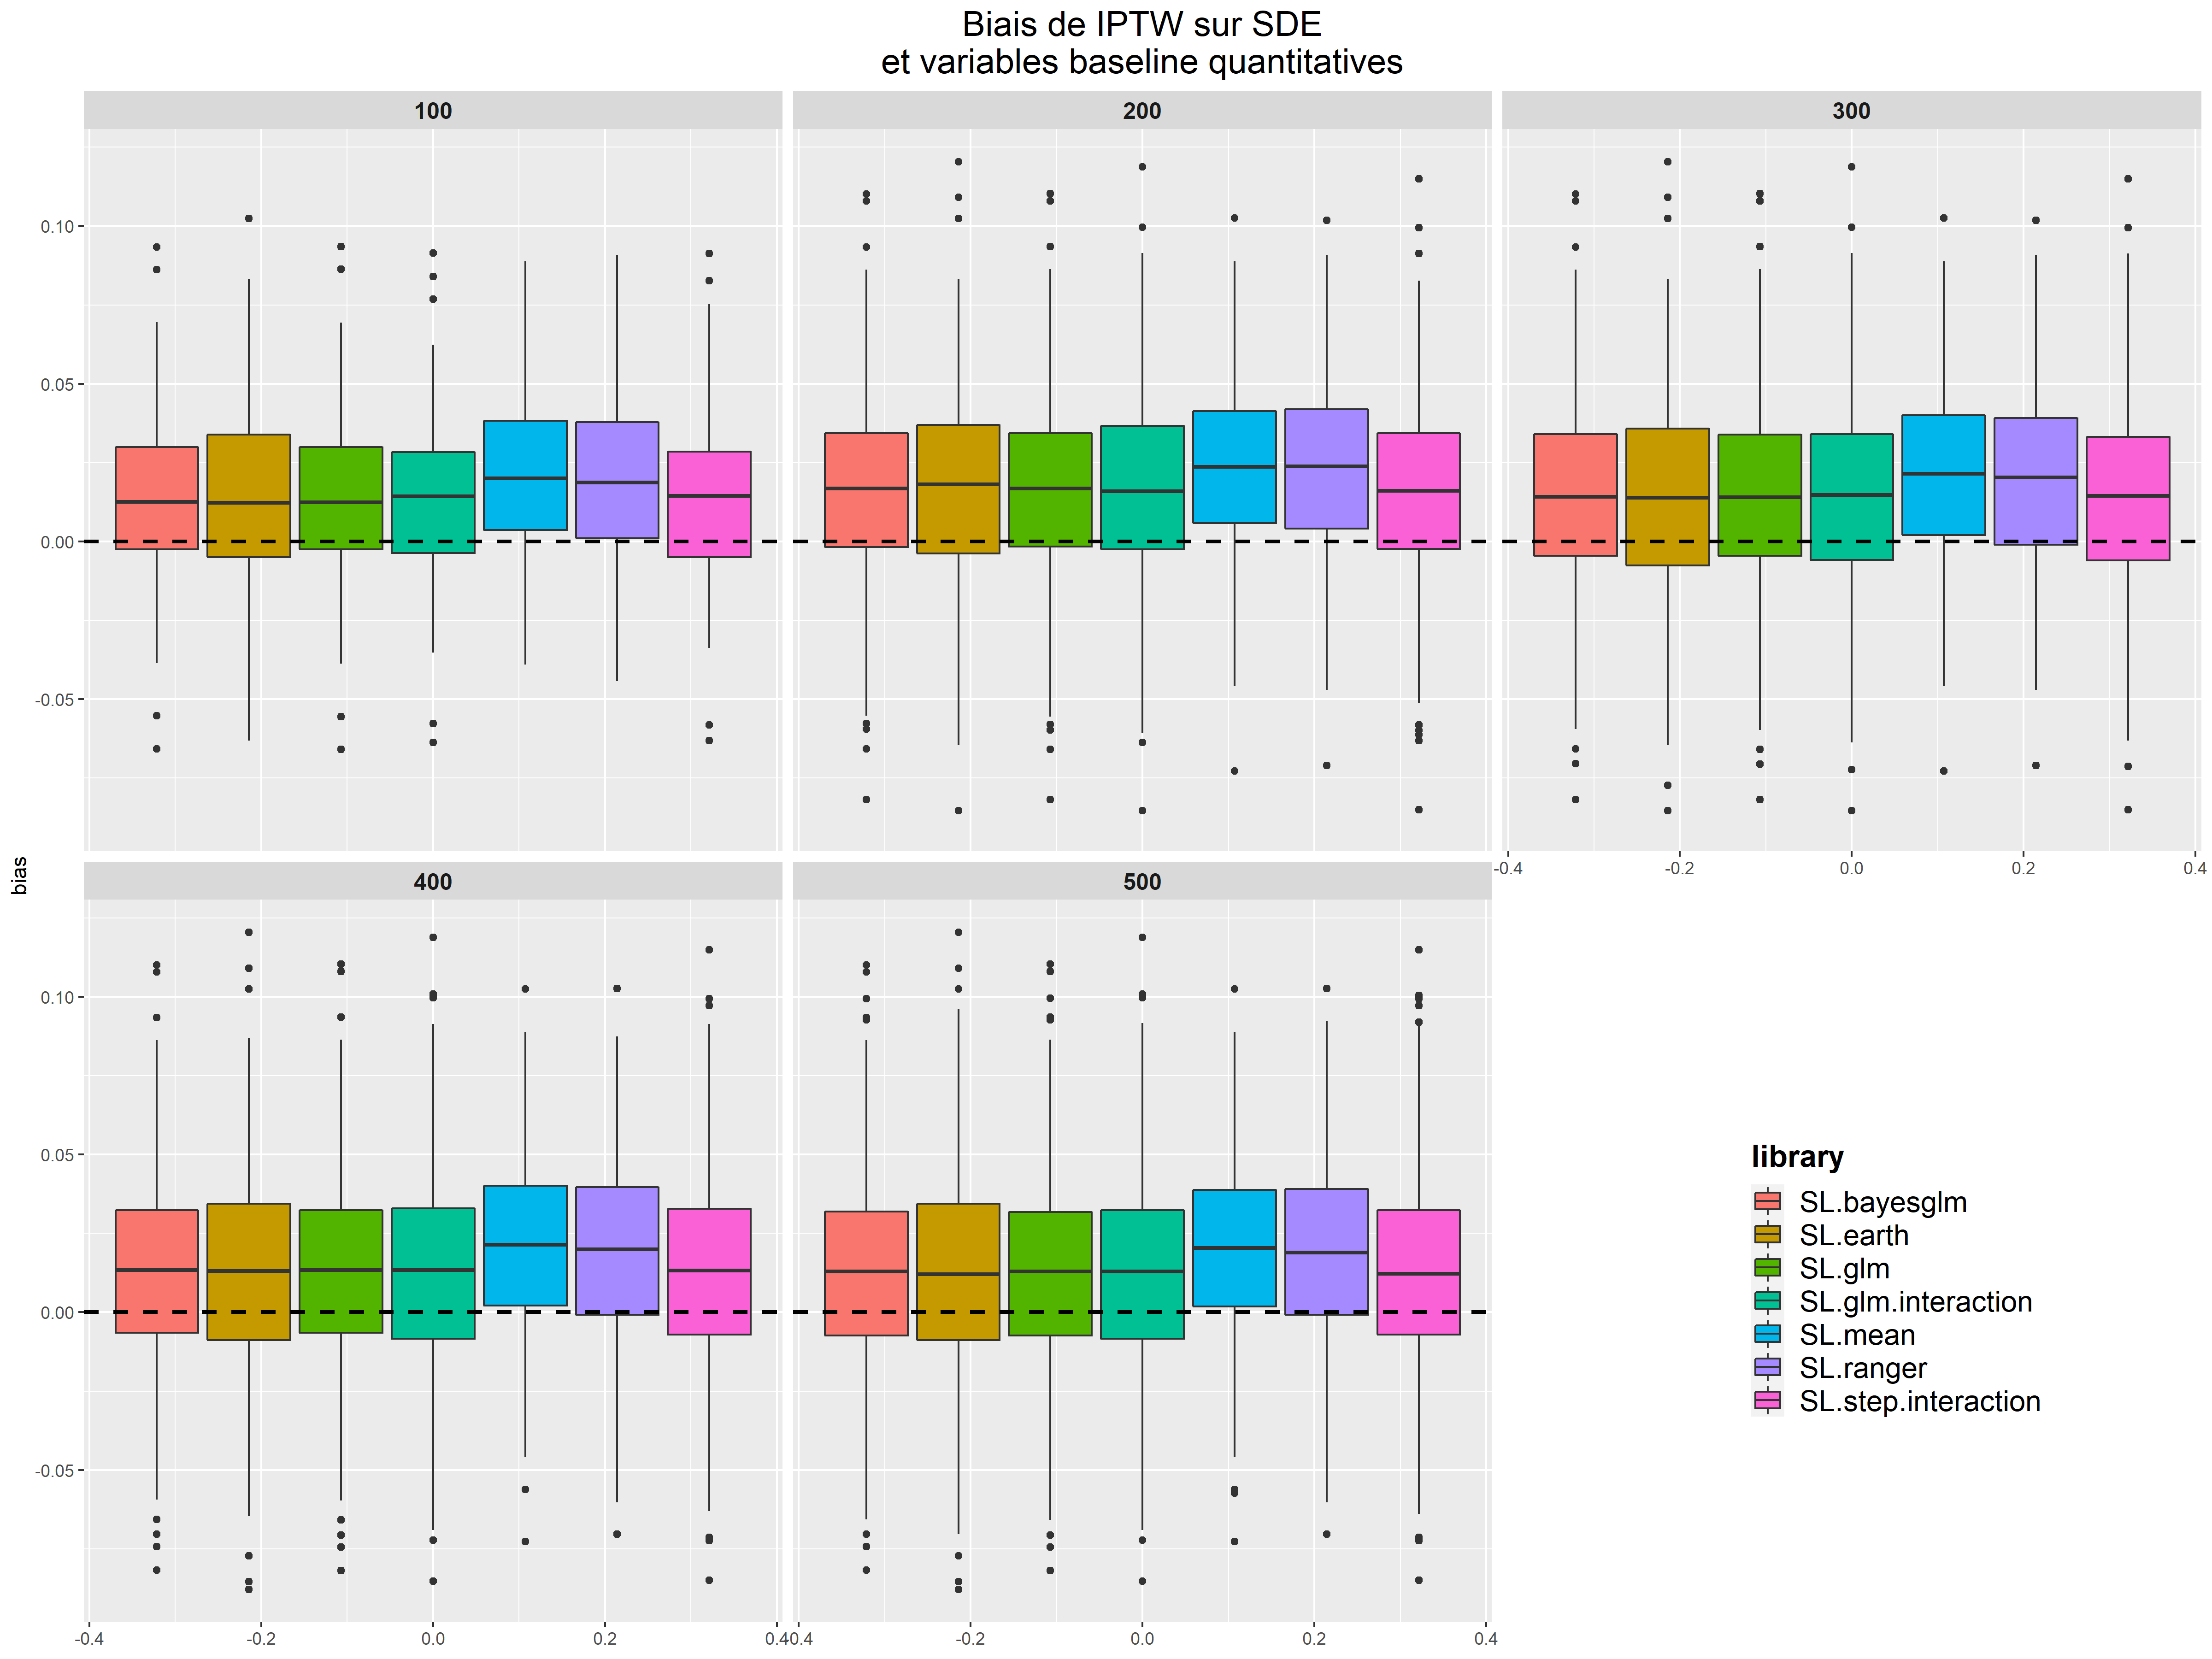 Biais de IPTW sur SDE
et variables baseline quantitatives
100
200
300
0.10
0.05
0.00
-0.05
-0.4
-0.2
0.0
0.2
0.4
bias
400
500
0.10
0.05
0.00
-0.05
-0.4
-0.2
0.0
0.2
0.4
-0.4
-0.2
0.0
0.2
0.4
library
SL.bayesglm
SL.earth
SL.glm
SL.glm.interaction
SL.mean
SL.ranger
SL.step.interaction